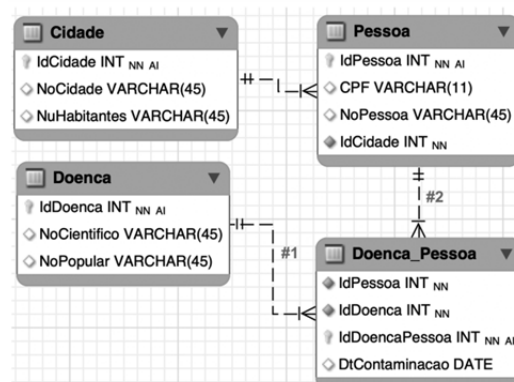 Cidade
IdCidade INT NN AI
NoCidade VARCHAR(45)
NuHabitantes VARCHAR(45)
Pessoa
IdPessoa INT NN AI
CPF VARCHAR(11)
NoPessoa VARCHAR(45)
IdCidade INT NN
Doenca
IdDoenca INT NN AI
NoCientifico VARCHAR(45)
NoPopular VARCHAR(45)
#1
#2
Doenca_Pessoa
IdPessoa INT NN
IdDoenca INT NN
IdDoencaPessoa INT NN AI
DtContaminacao DATE